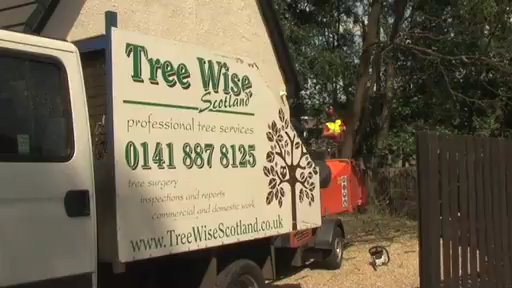 Tree Wise
Scotland
professional tree services
0141 887 8125
tree surgery
inspections and reports
commercial and domestic work
www.TreeWiseScotland.co.uk